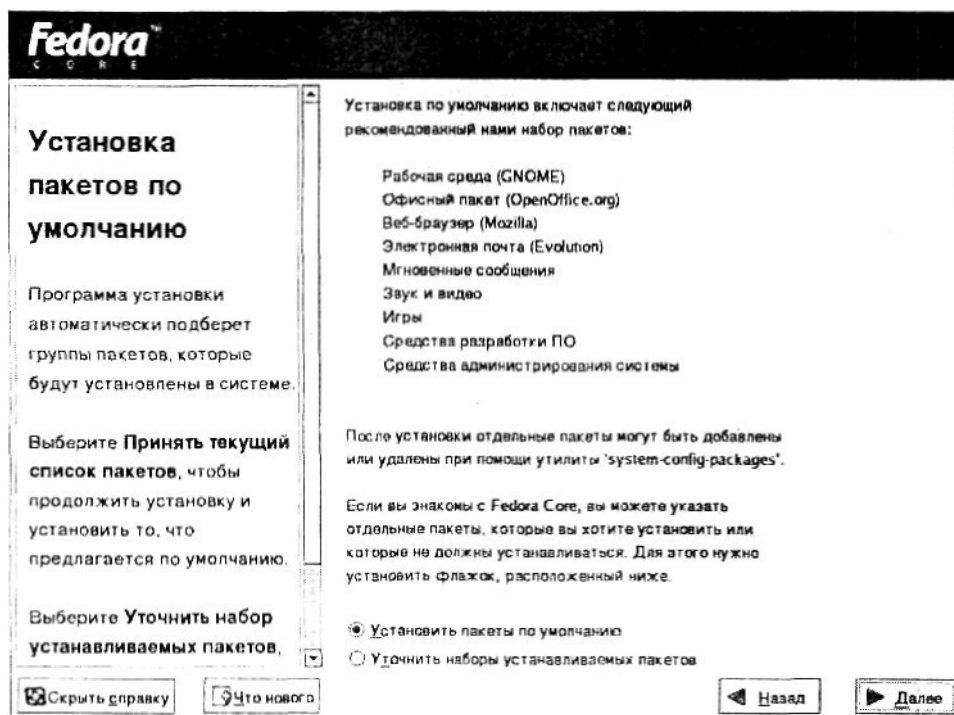 Fedora™
CORE
Установка
пакетов по
умолчанию
Программа установки
автоматически подберет
группы пакетов, которые
будут установлены в системе.
Выберите Принять текущий
список пакетов, чтобы
продолжить установку и
установить то, что
предлагается по умолчанию.
Выберите Уточнить набор
устанавливаемых пакетов,
Установка по умолчанию включает следующий
рекомендованный нами набор пакетов:
Рабочая среда (GNOME)
Офисный пакет (OpenOffice.org)
Веб-браузер (Mozilla)
Электронная почта (Evolution)
Мгновенные сообщения
Звук и видео
Игры
Средства разработки ПО
Средства администрирования системы
После установки отдельные пакеты могут быть добавлены
или удалены при помощи утилиты 'system-config-packages'.
Если вы знакомы с Fedora Core, вы можете указать
отдельные пакеты, которые вы хотите установить или
которые не должны устанавливаться. Для этого нужно
установить флажок, расположенный ниже.
Установить пакеты по умолчанию
Уточнить наборы устанавливаемых пакетов
Скрыть справку
Что нового
Назад
Далее